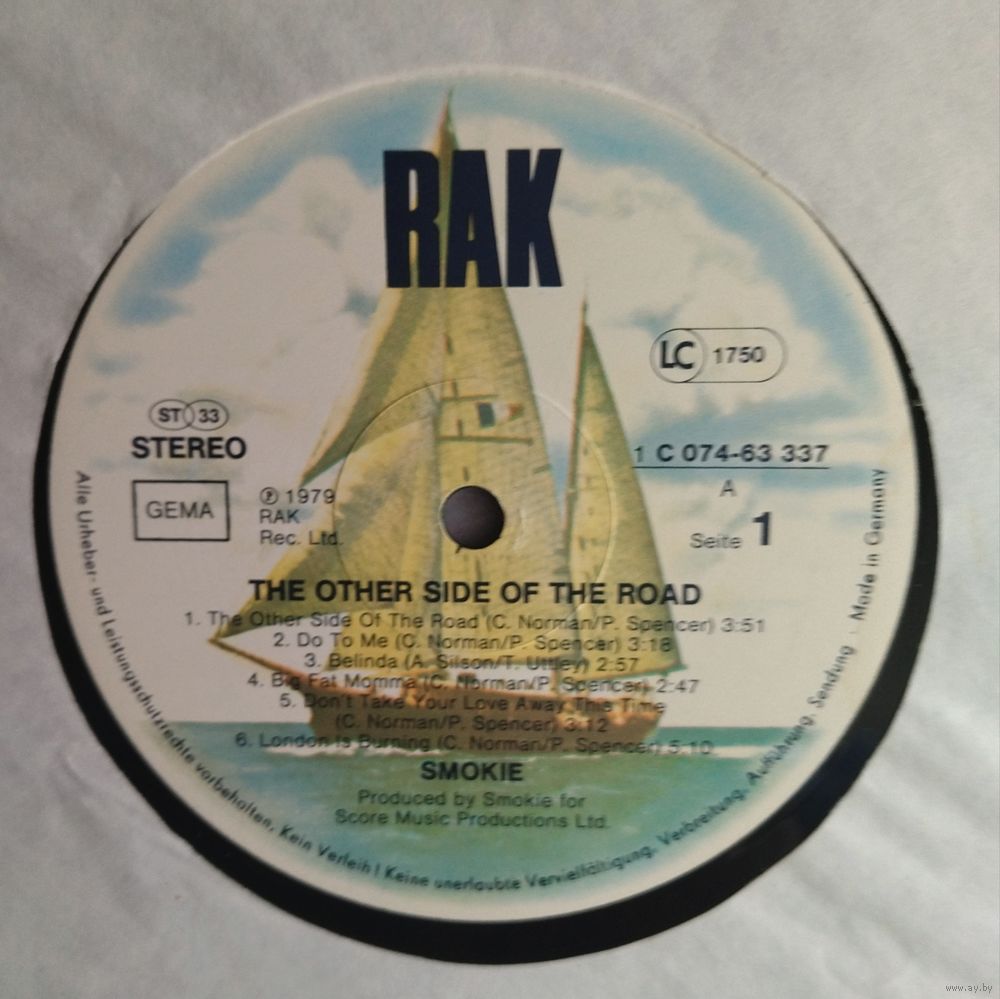 RAK
LC 1750
ST 33
STEREO
1 C 074-63 337
GEMA
℗ 1979
RAK
Rec. Ltd.
A
Seite 1
THE OTHER SIDE OF THE ROAD
1. The Other Side Of The Road (C. Norman/P. Spencer) 3:51
2. Do To Me (C. Norman/P. Spencer) 3:18
3. Belinda (A. Silson/T. Uttley) 2:57
4. Big Fat Momma (C. Norman/P. Spencer) 2:47
5. Don't Take Your Love Away This Time
(C. Norman/P. Spencer) 3:12
6. London Is Burning (C. Norman/P. Spencer) 5:10
SMOKIE
Produced by Smokie for
Score Music Productions Ltd.
Alle Urheber- und Leistungsschutzrechte vorbehalten. Kein Verleih! Keine unerlaubte Vervielfältigung, Verbreitung, Aufführung, Sendung · Made in Germany
www.ay.by